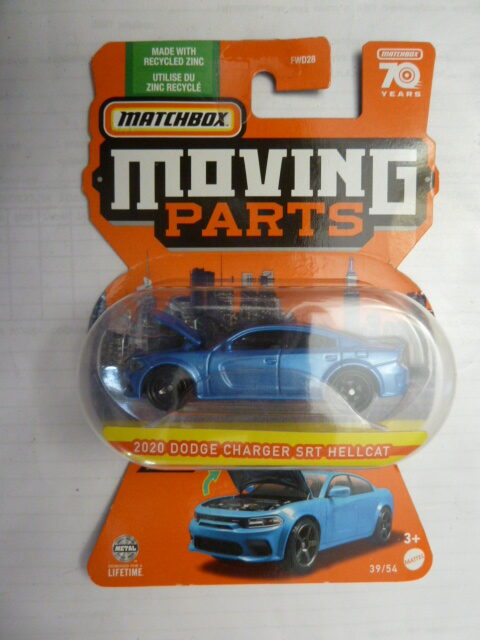 MADE WITH
RECYCLED ZINC
UTILISE DU
ZINC RECYCLÉ
FWD28
MATCHBOX
70
YEARS
MATCHBOX
MOVING
PARTS
2020 DODGE CHARGER SRT HELLCAT
METAL
LIFETIME
3+
MATTEL
39/54